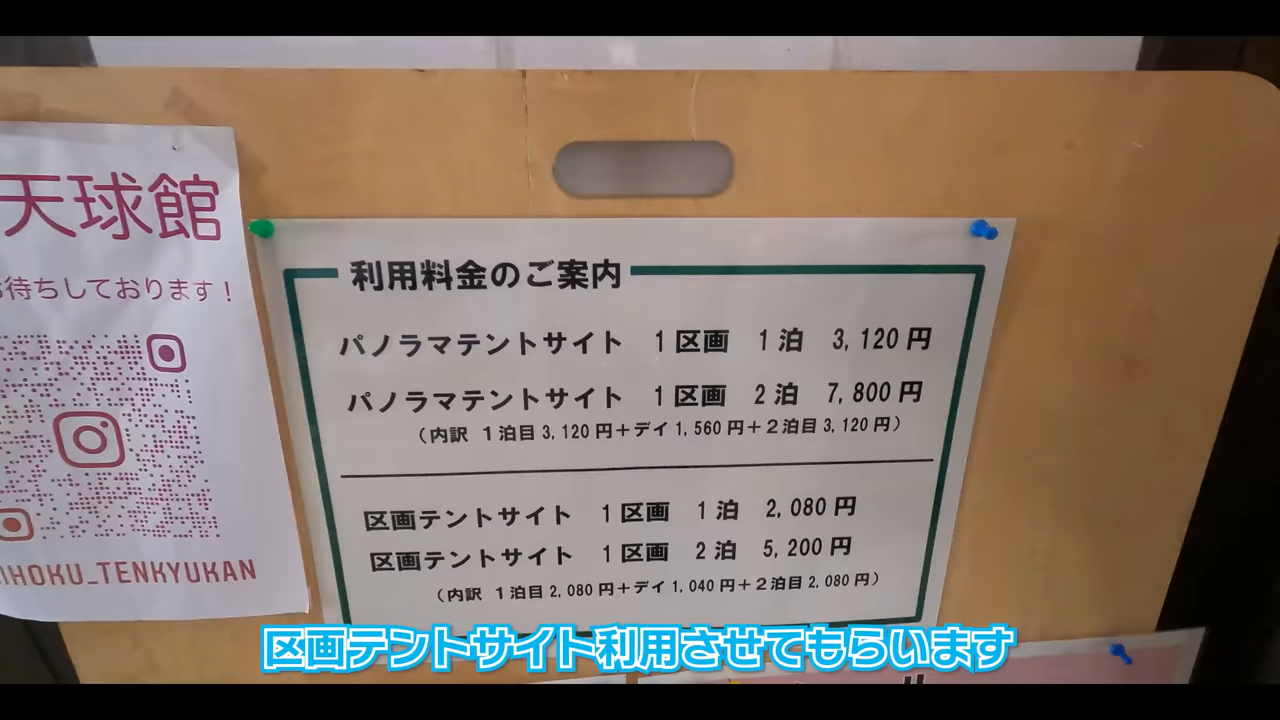 天球館
待ちしております！
IHOKU_TENKYUKAN
利用料金のご案内
パノラマテントサイト 1区画 1泊 3,120円
パノラマテントサイト 1区画 2泊 7,800円
（内訳 1泊目3,120円＋デイ1,560円＋2泊目3,120円）
区画テントサイト 1区画 1泊 2,080円
区画テントサイト 1区画 2泊 5,200円
（内訳 1泊目2,080円＋デイ1,040円＋2泊目2,080円）
区画テントサイト利用させてもらいます